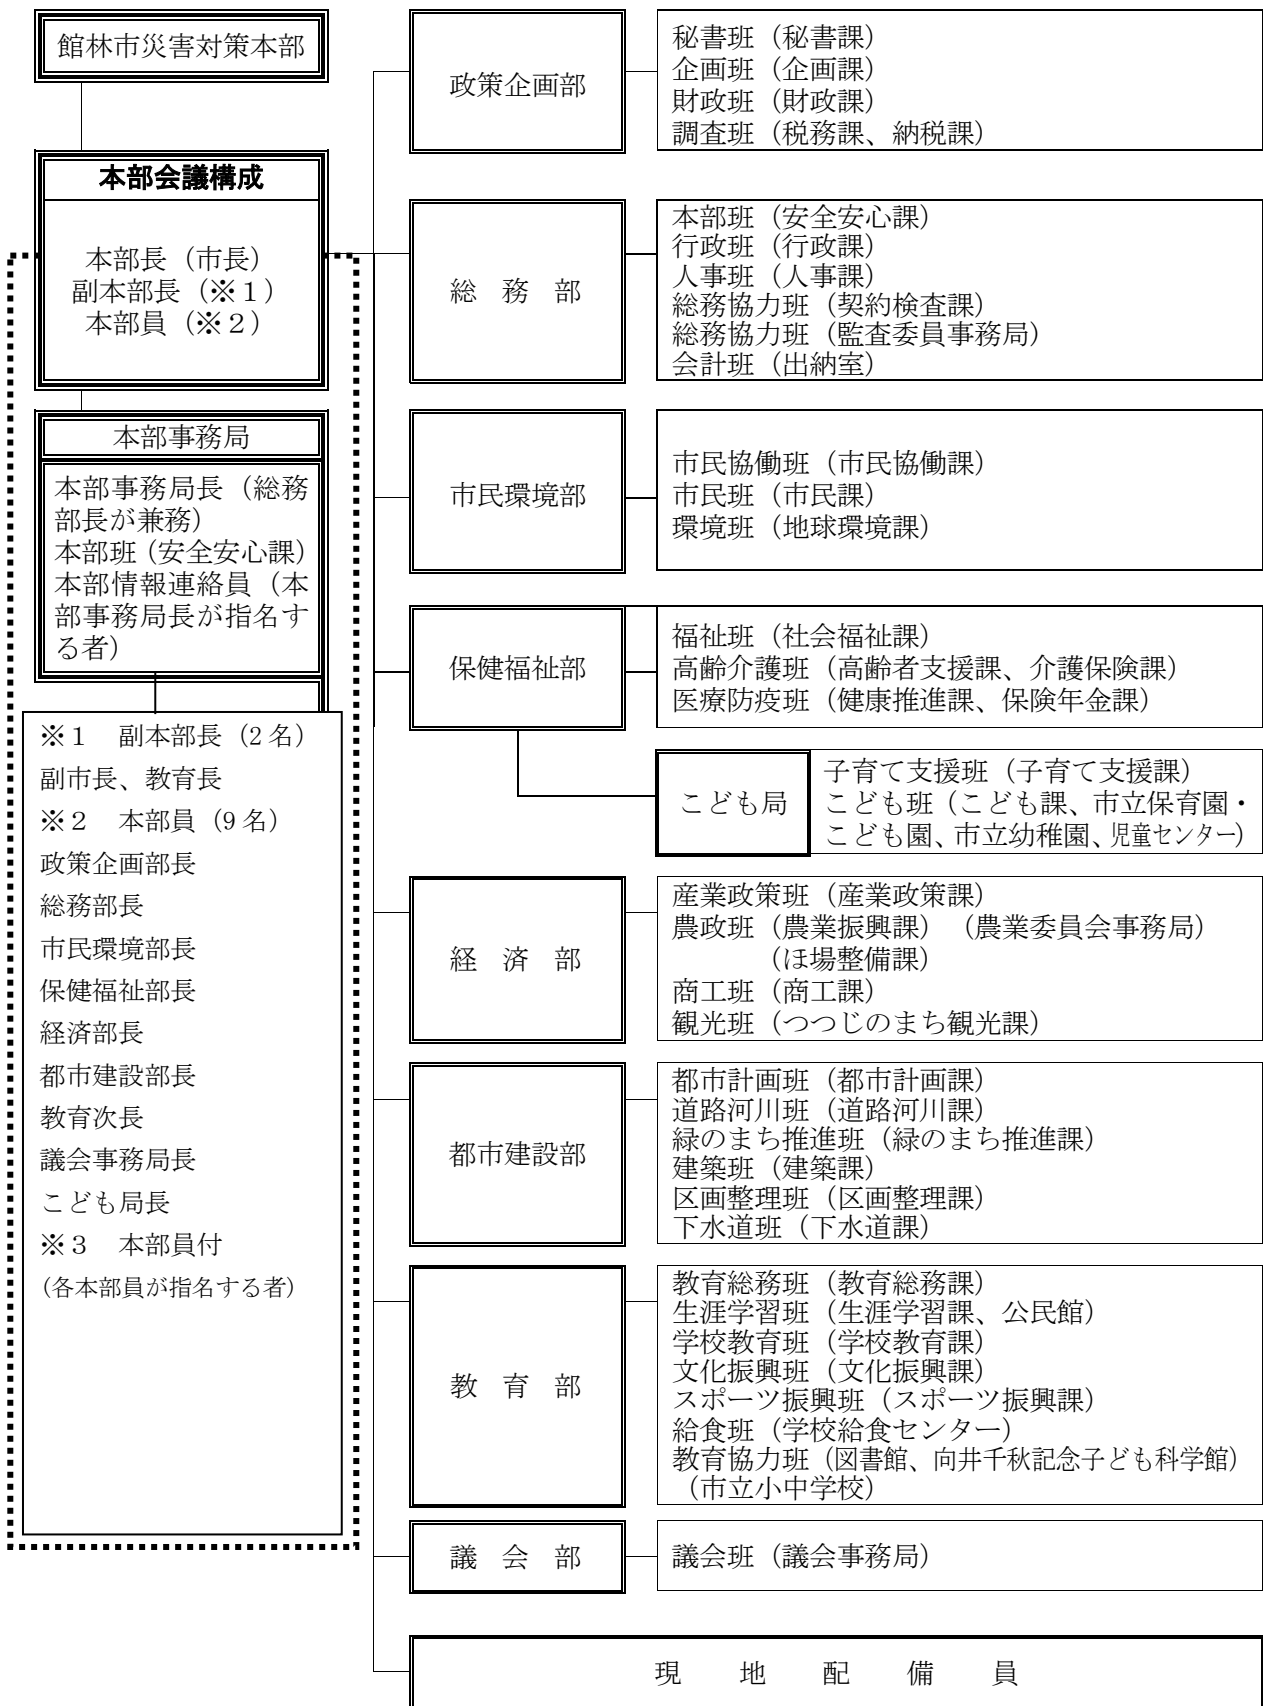 館林市災害対策本部
本部会議構成
本部長（市長）
副本部長（※１）
本部員（※２）
本部事務局
本部事務局長（総務
部長が兼務）
本部班（安全安心課）
本部情報連絡員（本
部事務局長が指名す
る者）
※１　副本部長（2名）
副市長、教育長
※２　本部員（9名）
政策企画部長
総務部長
市民環境部長
保健福祉部長
経済部長
都市建設部長
教育次長
議会事務局長
こども局長
※３　本部員付
(各本部員が指名する者)
政策企画部
秘書班（秘書課）
企画班（企画課）
財政班（財政課）
調査班（税務課、納税課）
総　務　部
本部班（安全安心課）
行政班（行政課）
人事班（人事課）
総務協力班（契約検査課）
総務協力班（監査委員事務局）
会計班（出納室）
市民環境部
市民協働班（市民協働課）
市民班（市民課）
環境班（地球環境課）
保健福祉部
福祉班（社会福祉課）
高齢介護班（高齢者支援課、介護保険課）
医療防疫班（健康推進課、保険年金課）
こども局
子育て支援班（子育て支援課）
こども班（こども課、市立保育園・
こども園、市立幼稚園、児童センター）
経　済　部
産業政策班（産業政策課）
農政班（農業振興課）（農業委員会事務局）
（ほ場整備課）
商工班（商工課）
観光班（つつじのまち観光課）
都市建設部
都市計画班（都市計画課）
道路河川班（道路河川課）
緑のまち推進班（緑のまち推進課）
建築班（建築課）
区画整理班（区画整理課）
下水道班（下水道課）
教　育　部
教育総務班（教育総務課）
生涯学習班（生涯学習課、公民館）
学校教育班（学校教育課）
文化振興班（文化振興課）
スポーツ振興班（スポーツ振興課）
給食班（学校給食センター）
教育協力班（図書館、向井千秋記念子ども科学館）
（市立小中学校）
議　会　部
議会班（議会事務局）
現　地　配　備　員